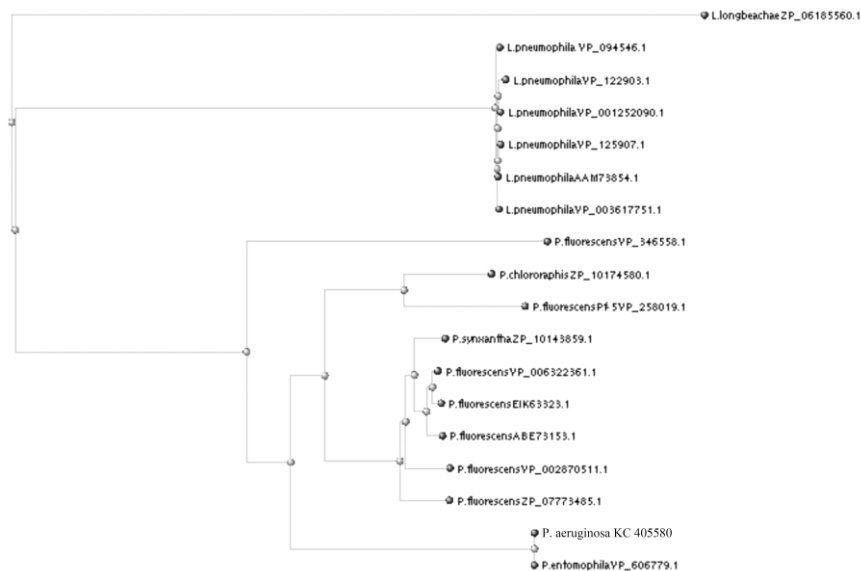 L.longbeachae ZP_06185560.1
L.pneumophila YP_094546.1
L.pneumophila YP_122903.1
L.pneumophila YP_001252090.1
L.pneumophila YP_125907.1
L.pneumophila AAM73854.1
L.pneumophila YP_003617751.1
P.fluorescens YP_346558.1
P.chlororaphis ZP_10174580.1
P.fluorescens Pf-5 YP_258019.1
P.synxantha ZP_10143859.1
P.fluorescens YP_006322361.1
P.fluorescens EIK63323.1
P.fluorescens ABE73153.1
P.fluorescens YP_002870511.1
P.fluorescens ZP_07773485.1
P. aeruginosa KC 405580
P.entomophila YP_606779.1